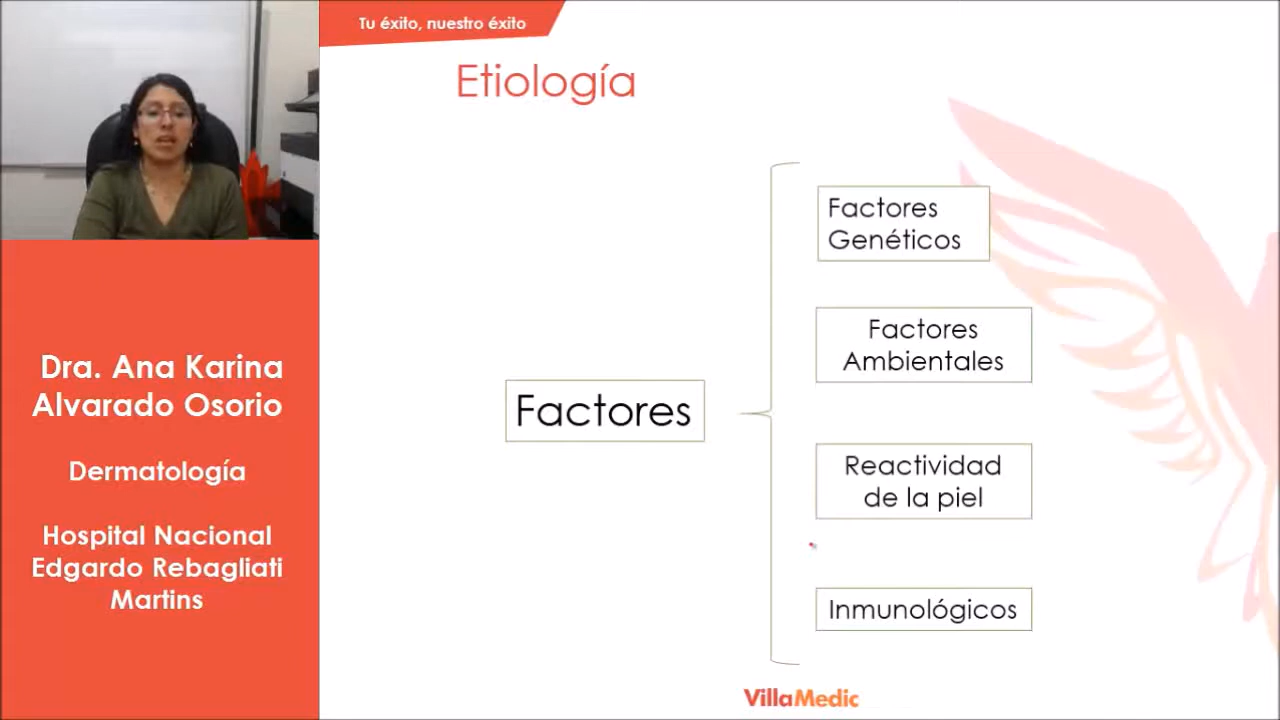 Tu éxito, nuestro éxito
Etiología
Factores
Factores
Genéticos
Factores
Ambientales
Reactividad
de la piel
Inmunológicos
Dra. Ana Karina
Alvarado Osorio
Dermatología
Hospital Nacional
Edgardo Rebagliati
Martins
VillaMedic